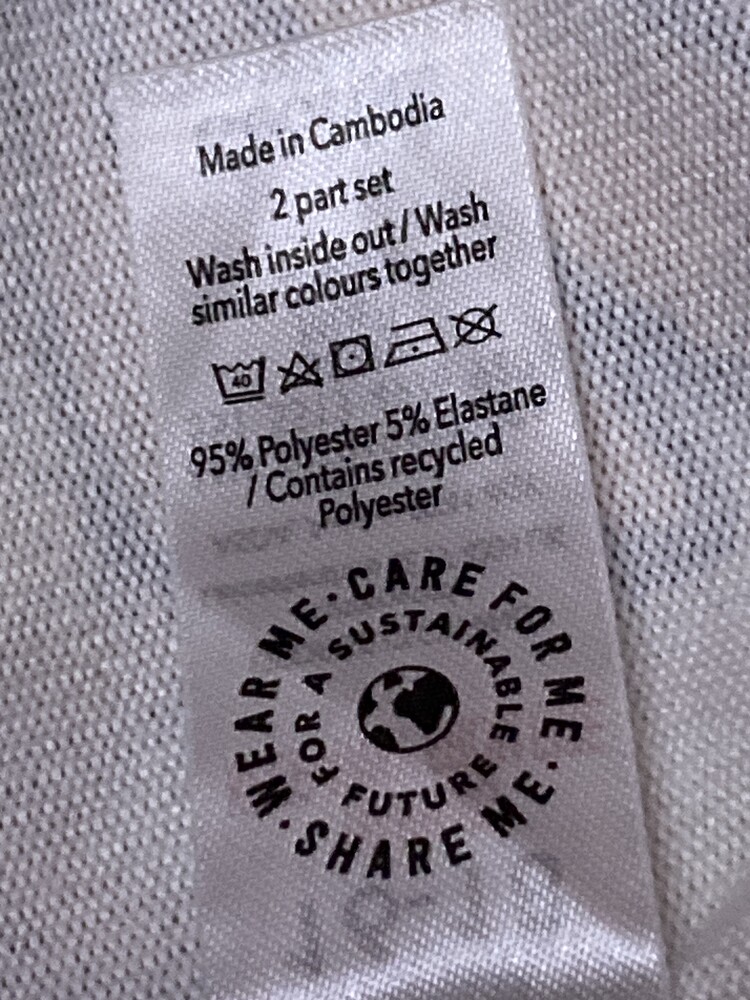 Made in Cambodia
2 part set
Wash inside out / Wash
similar colours together
40
95% Polyester 5% Elastane
/ Contains recycled
Polyester
WEAR ME · CARE FOR ME · SHARE ME ·
FOR A SUSTAINABLE FUTURE